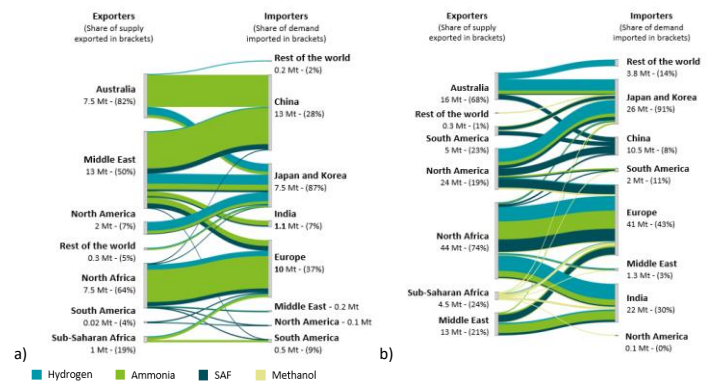 Exporters
(Share of supply
exported in brackets)
Importers
(Share of demand
imported in brackets)
Rest of the world
0.2 Mt - (2%)
Australia
7.5 Mt - (82%)
China
13 Mt - (28%)
Middle East
13 Mt - (50%)
Japan and Korea
7.5 Mt - (87%)
North America
2 Mt - (7%)
India
1.1 Mt - (7%)
Rest of the world
0.3 Mt - (5%)
Europe
10 Mt - (37%)
North Africa
7.5 Mt - (64%)
South America
0.02 Mt - (4%)
Middle East - 0.2 Mt
North America - 0.1 Mt
Sub-Saharan Africa
1 Mt - (19%)
South America
0.5 Mt - (9%)
a)
Exporters
(Share of supply
exported in brackets)
Importers
(Share of demand
imported in brackets)
Rest of the world
3.8 Mt - (14%)
Australia
16 Mt - (68%)
Japan and Korea
26 Mt - (91%)
Rest of the world
0.3 Mt - (1%)
South America
5 Mt - (23%)
China
10.5 Mt - (8%)
North America
24 Mt - (19%)
South America
2 Mt - (11%)
Europe
41 Mt - (43%)
North Africa
44 Mt - (74%)
Middle East
1.3 Mt - (3%)
Sub-Saharan Africa
4.5 Mt - (24%)
India
22 Mt - (30%)
Middle East
13 Mt - (21%)
North America
0.1 Mt - (0%)
b)
Hydrogen
Ammonia
SAF
Methanol